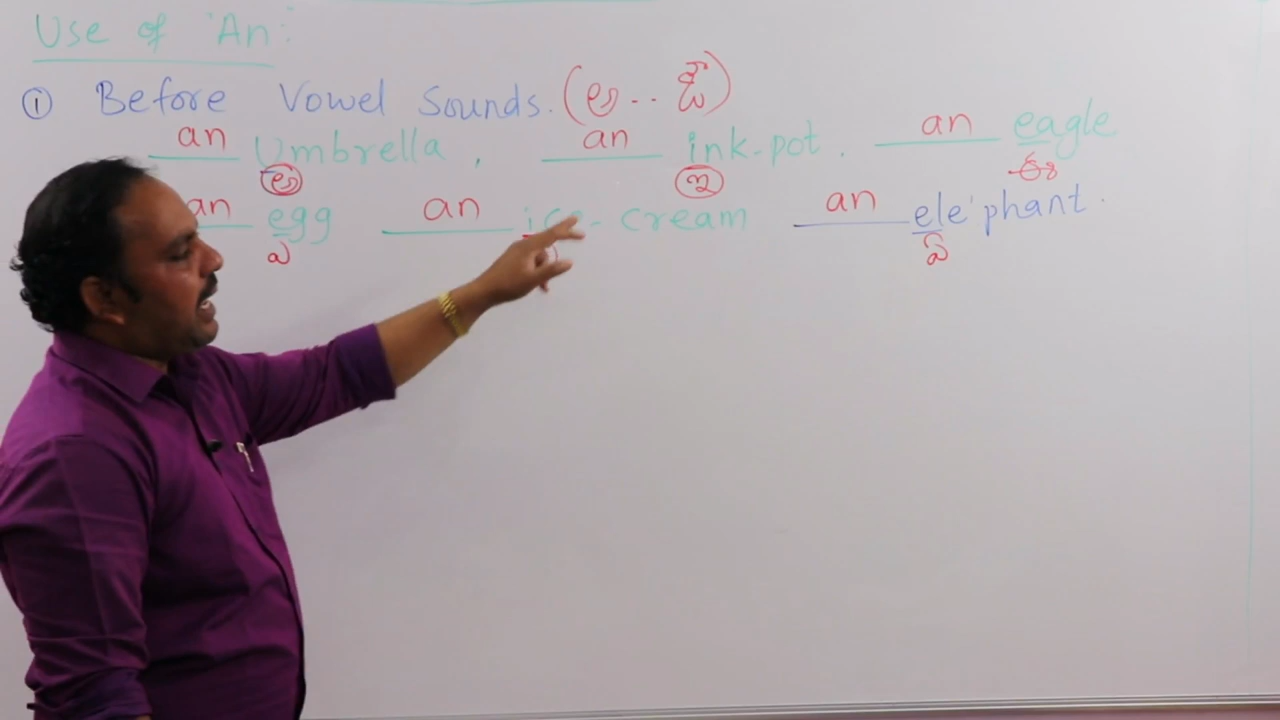 Use of 'An:'
① Before Vowel Sounds. (అ.. ఔ)
an Umbrella, an ink-pot. an eagle
అ ఇ ఈ
an egg an ice-cream an ele'phant.
ఎ ఎ